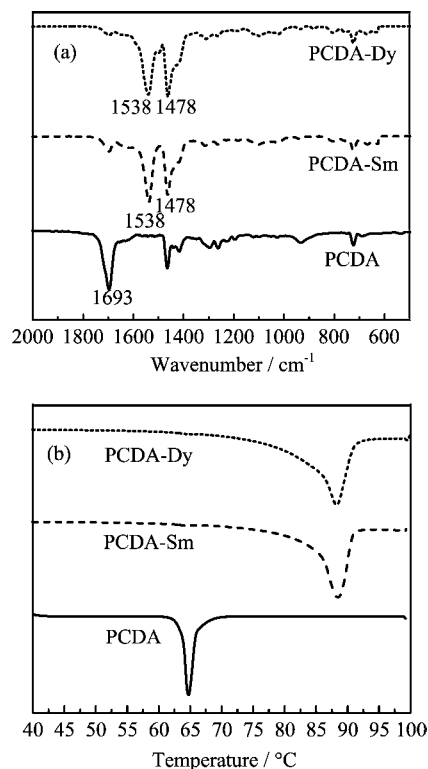 (a)
PCDA-Dy
1538 1478
PCDA-Sm
1538 1478
PCDA
1693
2000 1800 1600 1400 1200 1000 800 600
Wavenumber / cm⁻¹
(b)
PCDA-Dy
PCDA-Sm
PCDA
40 45 50 55 60 65 70 75 80 85 90 95 100
Temperature / °C